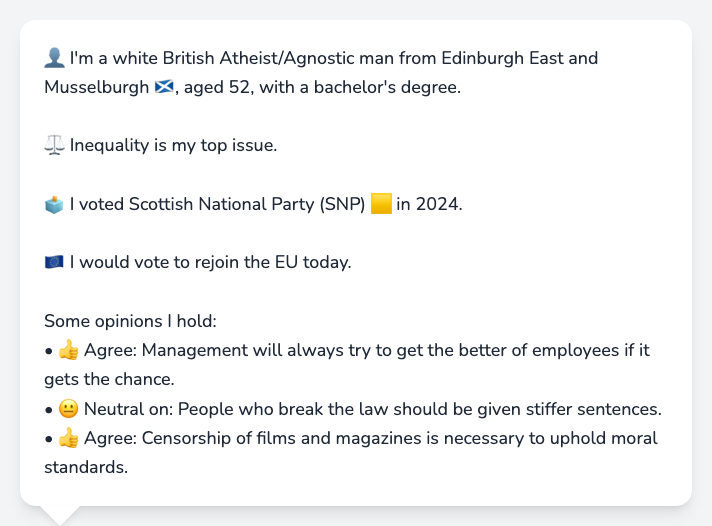 👤 I'm a white British Atheist/Agnostic man from Edinburgh East and
Musselburgh 🏴󠁧󠁢󠁳󠁣󠁴󠁿, aged 52, with a bachelor's degree.
⚖️ Inequality is my top issue.
🗳️ I voted Scottish National Party (SNP) 🟨 in 2024.
🇪🇺 I would vote to rejoin the EU today.
Some opinions I hold:
• 👍 Agree: Management will always try to get the better of employees if it
gets the chance.
• 😐 Neutral on: People who break the law should be given stiffer sentences.
• 👍 Agree: Censorship of films and magazines is necessary to uphold moral
standards.